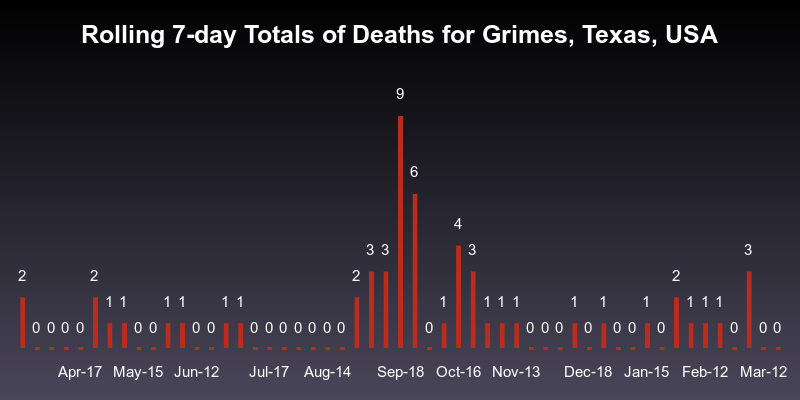 Rolling 7-day Totals of Deaths for Grimes, Texas, USA
2 0 0 0 0 2 1 1 0 0 1 1 0 0 1 1 0 0 0 0 0 0 0 2 3 3 9 6 0 1 4 3 1 1 1 0 0 0 1 0 1 0 0 1 0 2 1 1 1 0 3 0 0
Apr-17 May-15 Jun-12 Jul-17 Aug-14 Sep-18 Oct-16 Nov-13 Dec-18 Jan-15 Feb-12 Mar-12